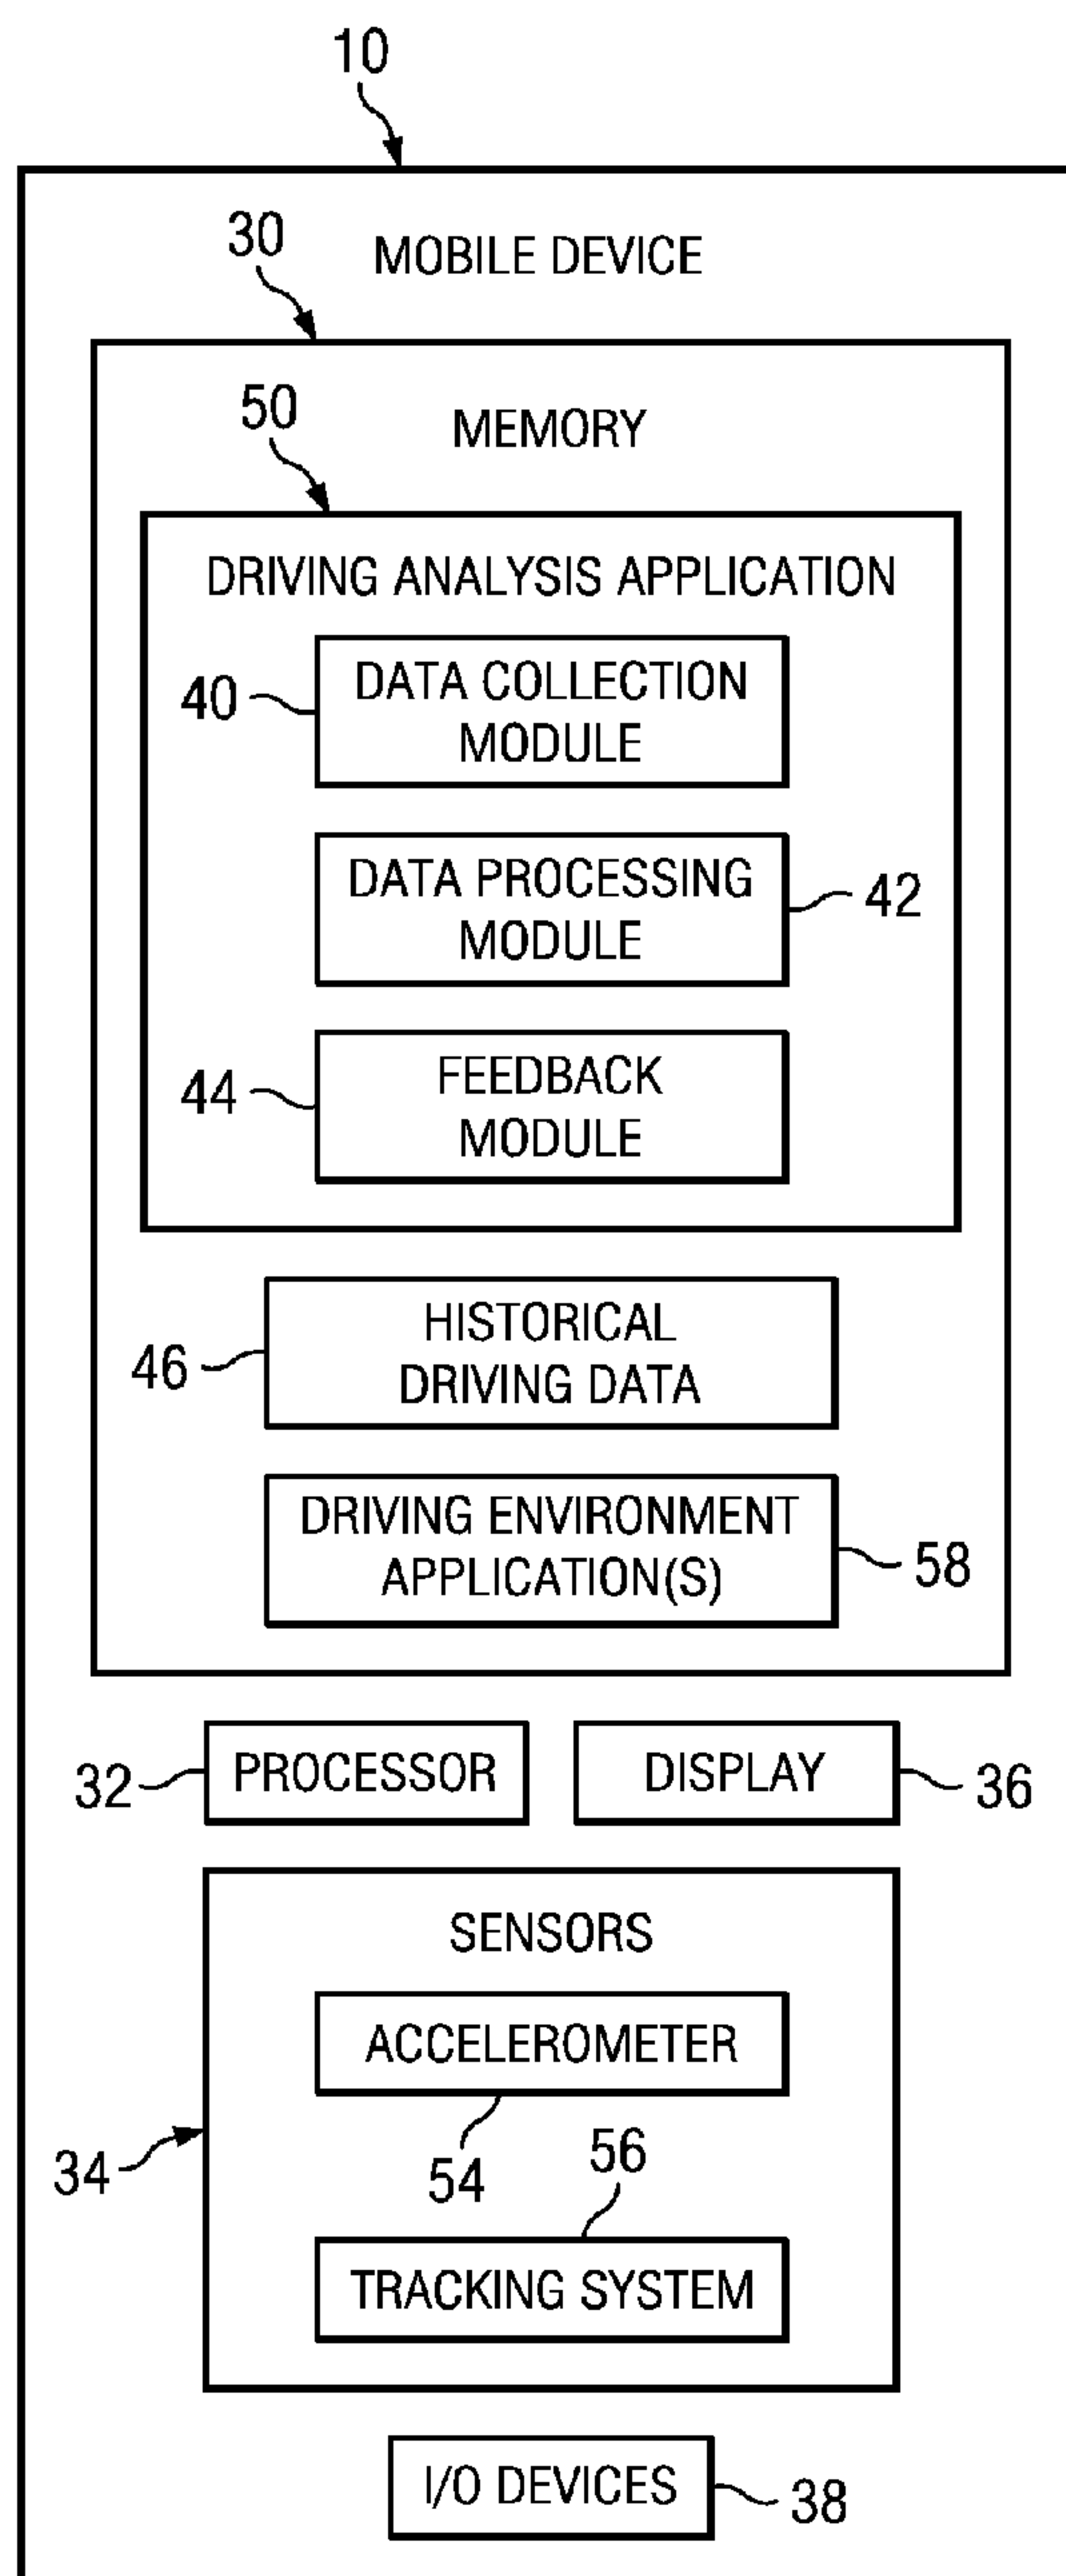 10
30
MOBILE DEVICE
50
MEMORY
DRIVING ANALYSIS APPLICATION
40
DATA COLLECTION
MODULE
DATA PROCESSING
MODULE
42
44
FEEDBACK
MODULE
46
HISTORICAL
DRIVING DATA
DRIVING ENVIRONMENT
APPLICATION(S)
58
32
PROCESSOR
DISPLAY
36
SENSORS
ACCELEROMETER
34
54
56
TRACKING SYSTEM
I/O DEVICES
38